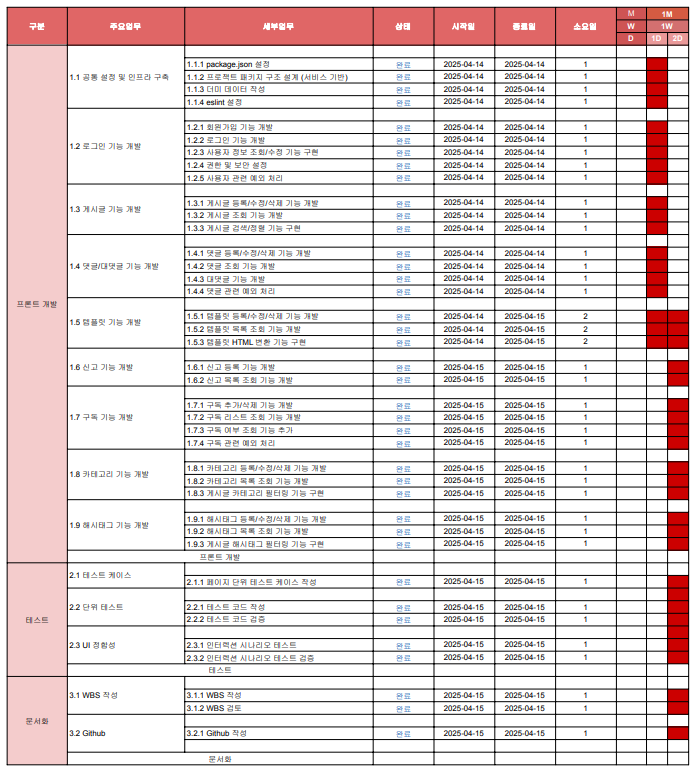 구분 주요업무 세부업무 상태 시작일 종료일 소요일 M 1M
W 1W
D 1D 2D
프론트 개발
1.1 공통 설정 및 인프라 구축
1.1.1 package.json 설정 완료 2025-04-14 2025-04-14 1
1.1.2 프로젝트 패키지 구조 설계 (서비스 기반) 완료 2025-04-14 2025-04-14 1
1.1.3 더미 데이터 작성 완료 2025-04-14 2025-04-14 1
1.1.4 eslint 설정 완료 2025-04-14 2025-04-14 1
1.2 로그인 기능 개발
1.2.1 회원가입 기능 개발 완료 2025-04-14 2025-04-14 1
1.2.2 로그인 기능 개발 완료 2025-04-14 2025-04-14 1
1.2.3 사용자 정보 조회/수정 기능 구현 완료 2025-04-14 2025-04-14 1
1.2.4 권한 및 보안 설정 완료 2025-04-14 2025-04-14 1
1.2.5 사용자 관련 예외 처리 완료 2025-04-14 2025-04-14 1
1.3 게시글 기능 개발
1.3.1 게시글 등록/수정/삭제 기능 개발 완료 2025-04-14 2025-04-14 1
1.3.2 게시글 조회 기능 개발 완료 2025-04-14 2025-04-14 1
1.3.3 게시글 검색/정렬 기능 구현 완료 2025-04-14 2025-04-14 1
1.4 댓글/대댓글 기능 개발
1.4.1 댓글 등록/수정/삭제 기능 개발 완료 2025-04-14 2025-04-14 1
1.4.2 댓글 조회 기능 개발 완료 2025-04-14 2025-04-14 1
1.4.3 대댓글 기능 개발 완료 2025-04-14 2025-04-14 1
1.4.4 댓글 관련 예외 처리 완료 2025-04-14 2025-04-14 1
1.5 템플릿 기능 개발
1.5.1 템플릿 등록/수정/삭제 기능 개발 완료 2025-04-14 2025-04-15 2
1.5.2 템플릿 목록 조회 기능 개발 완료 2025-04-14 2025-04-15 2
1.5.3 템플릿 HTML 변환 기능 구현 완료 2025-04-14 2025-04-15 2
1.6 신고 기능 개발
1.6.1 신고 등록 기능 개발 완료 2025-04-15 2025-04-15 1
1.6.2 신고 목록 조회 기능 개발 완료 2025-04-15 2025-04-15 1
1.7 구독 기능 개발
1.7.1 구독 추가/삭제 기능 개발 완료 2025-04-15 2025-04-15 1
1.7.2 구독 리스트 조회 기능 개발 완료 2025-04-15 2025-04-15 1
1.7.3 구독 여부 조회 기능 추가 완료 2025-04-15 2025-04-15 1
1.7.4 구독 관련 예외 처리 완료 2025-04-15 2025-04-15 1
1.8 카테고리 기능 개발
1.8.1 카테고리 등록/수정/삭제 기능 개발 완료 2025-04-15 2025-04-15 1
1.8.2 카테고리 목록 조회 기능 개발 완료 2025-04-15 2025-04-15 1
1.8.3 게시글 카테고리 필터링 기능 구현 완료 2025-04-15 2025-04-15 1
1.9 해시태그 기능 개발
1.9.1 해시태그 등록/수정/삭제 기능 개발 완료 2025-04-15 2025-04-15 1
1.9.2 해시태그 목록 조회 기능 개발 완료 2025-04-15 2025-04-15 1
1.9.3 게시글 해시태그 필터링 기능 구현 완료 2025-04-15 2025-04-15 1
프론트 개발
테스트
2.1 테스트 케이스
2.1.1 페이지 단위 테스트 케이스 작성 완료 2025-04-15 2025-04-15 1
2.2 단위 테스트
2.2.1 테스트 코드 작성 완료 2025-04-15 2025-04-15 1
2.2.2 테스트 코드 검증 완료 2025-04-15 2025-04-15 1
2.3 UI 정합성
2.3.1 인터랙션 시나리오 테스트 완료 2025-04-15 2025-04-15 1
2.3.2 인터랙션 시나리오 테스트 검증 완료 2025-04-15 2025-04-15 1
테스트
문서화
3.1 WBS 작성
3.1.1 WBS 작성 완료 2025-04-15 2025-04-15 1
3.1.2 WBS 검토 완료 2025-04-15 2025-04-15 1
3.2 Github
3.2.1 Github 작성 완료 2025-04-15 2025-04-15 1
문서화